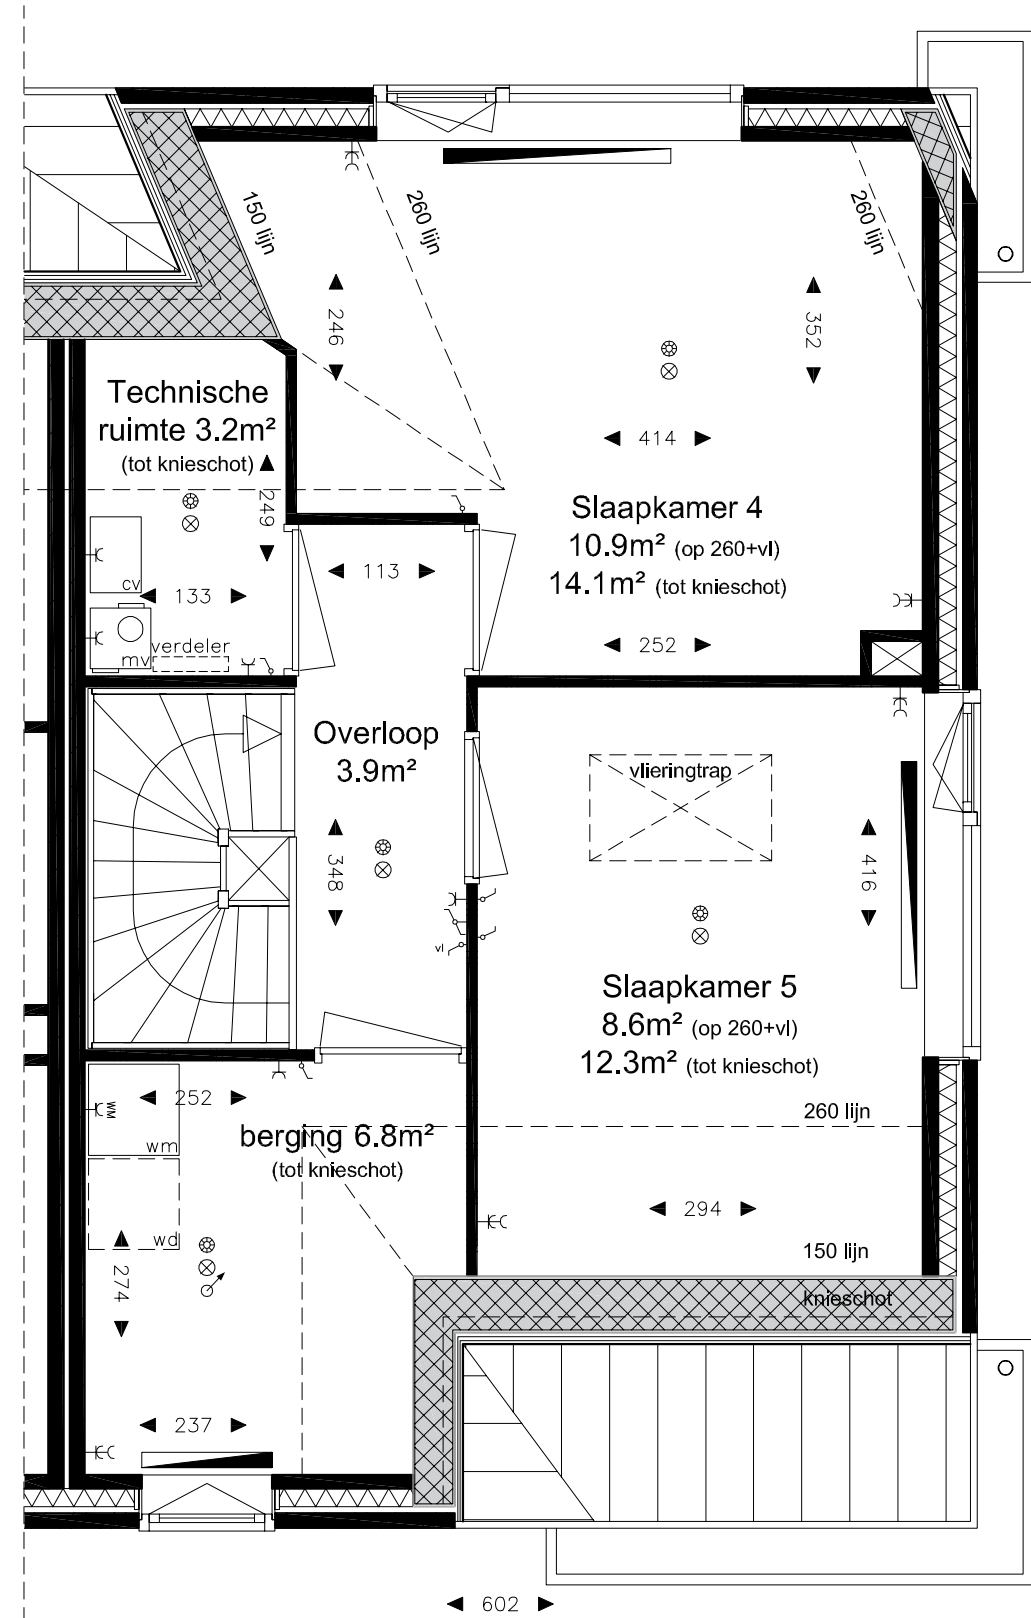 150 lijn
260 lijn
260 lijn
246
352
Technische
ruimte 3.2m²
(tot knieschot)
414
249
Slaapkamer 4
10.9m² (op 260+vl)
14.1m² (tot knieschot)
113
cv
133
verdeler
mv
252
Overloop
3.9m²
vlieringtrap
348
416
vl
Slaapkamer 5
8.6m² (op 260+vl)
12.3m² (tot knieschot)
252
WM
wm
260 lijn
berging 6.8m²
(tot knieschot)
294
wd
150 lijn
274
knieschot
237
602